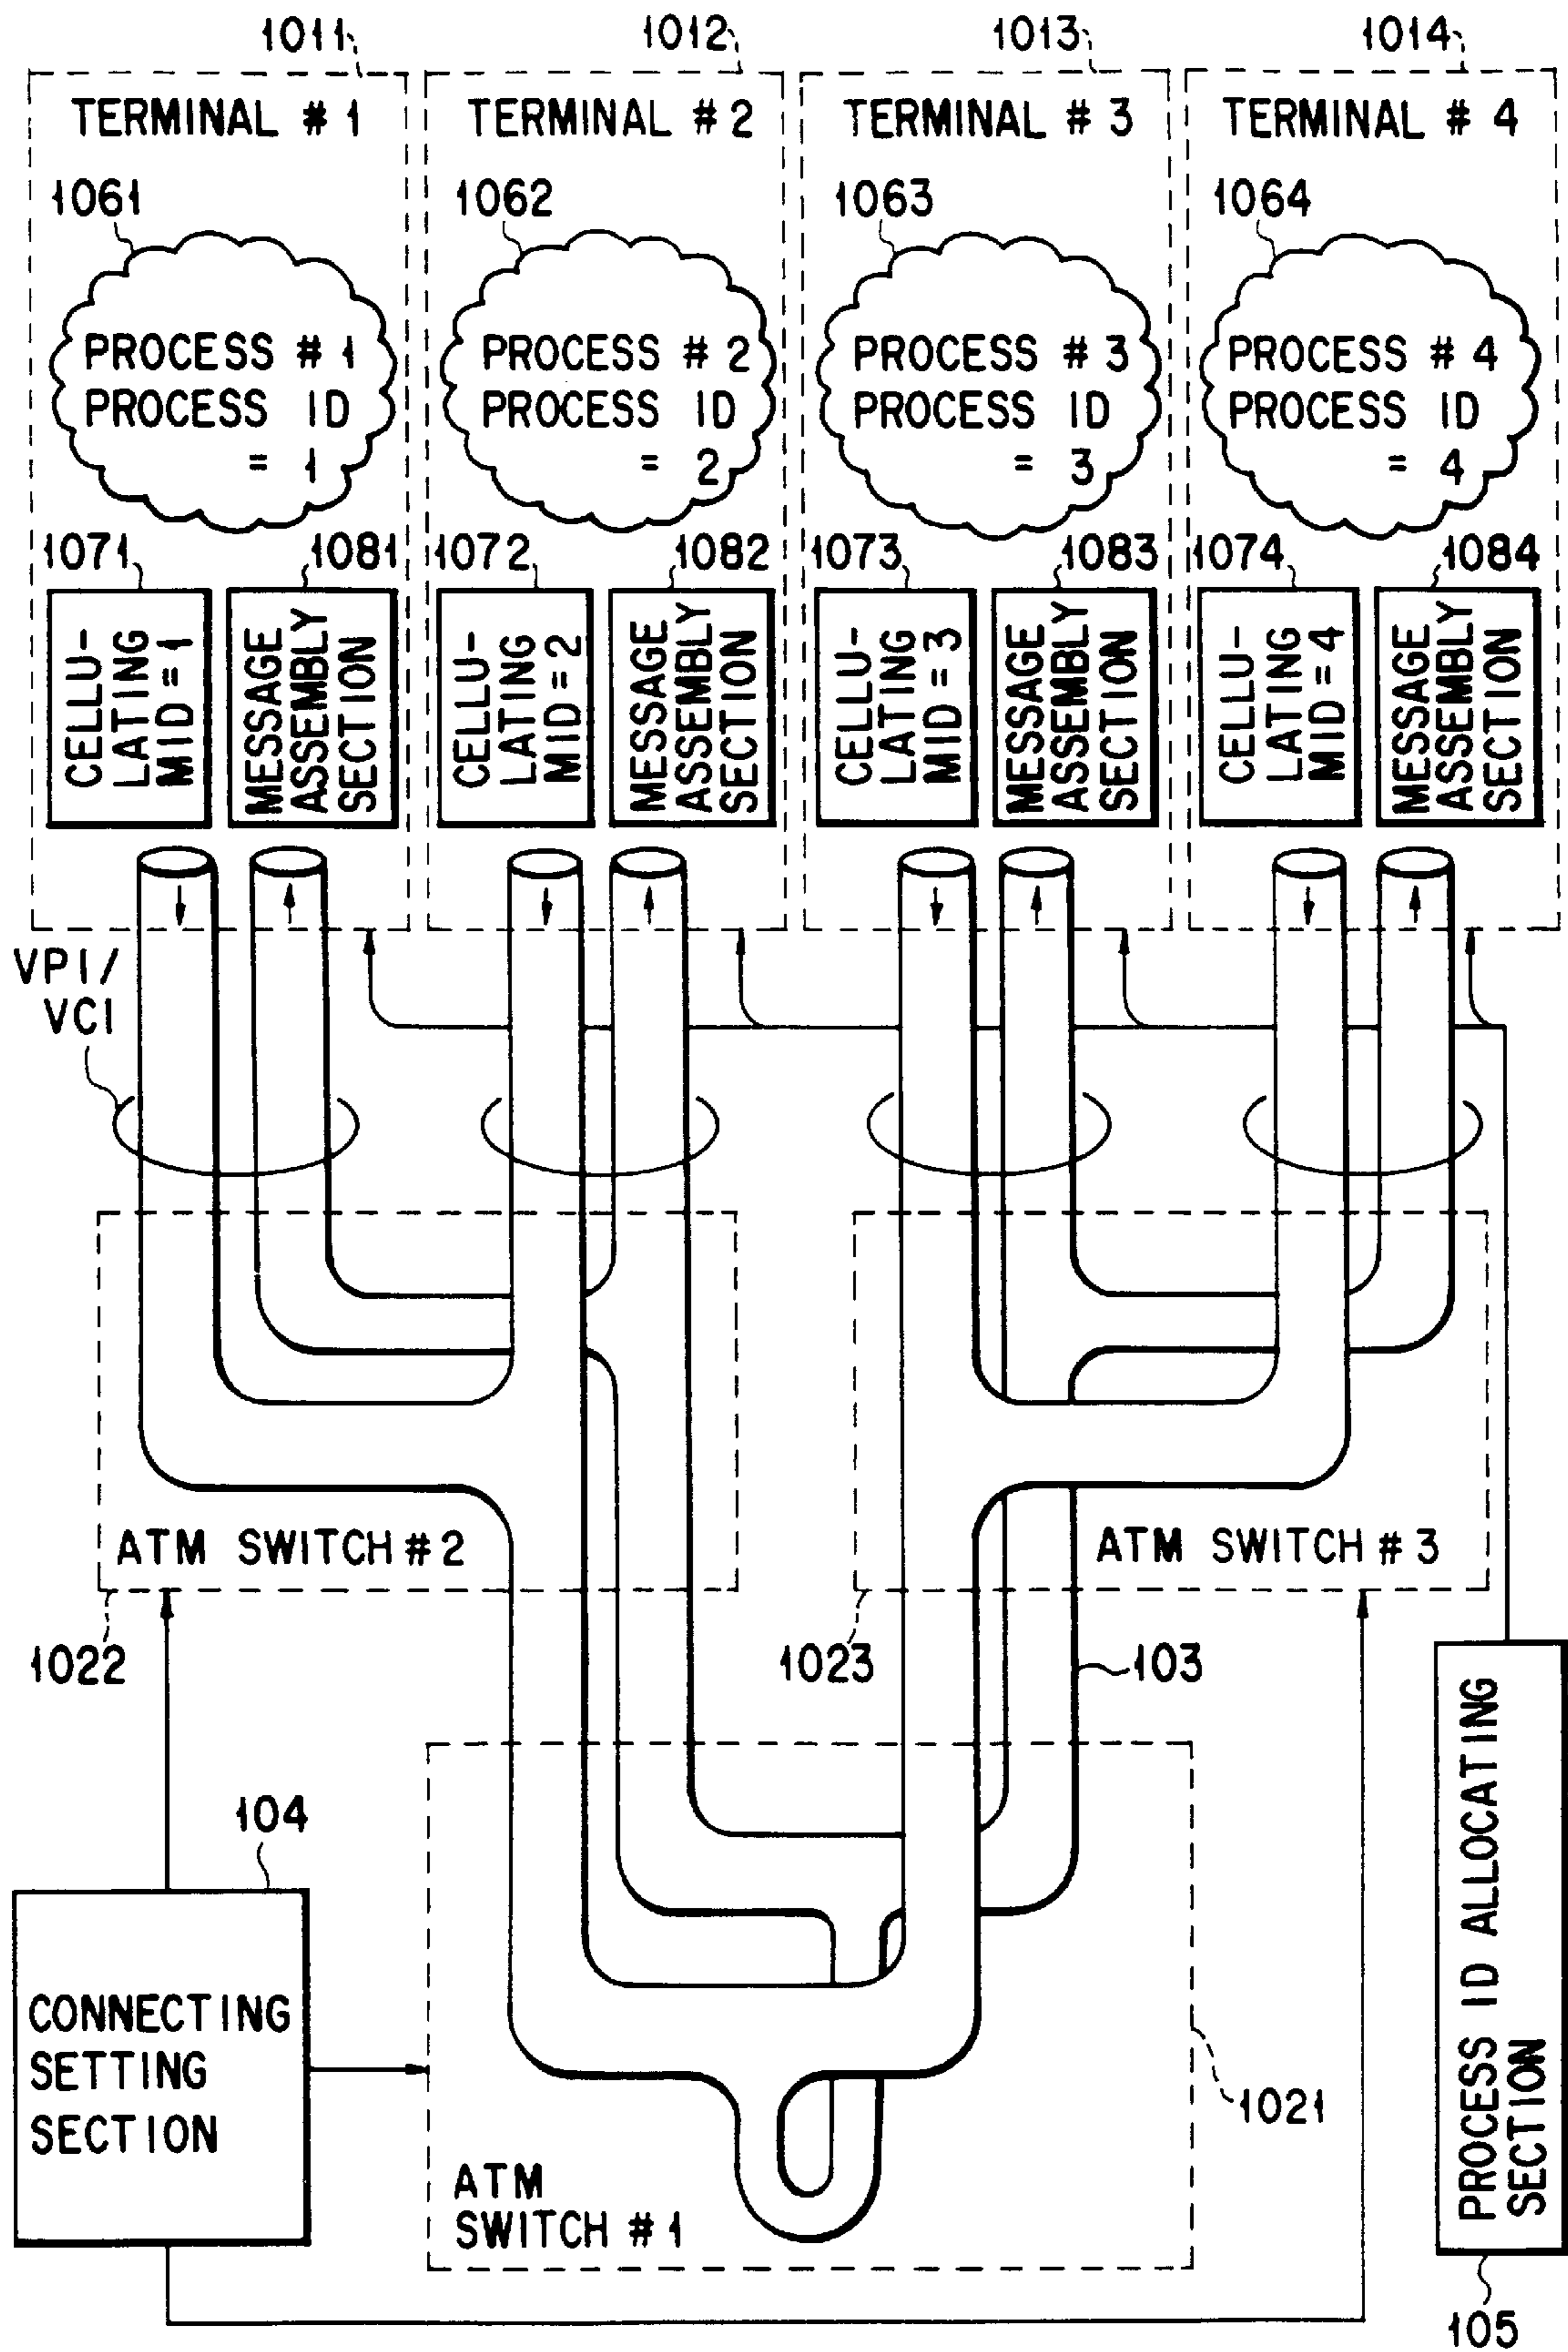 1011
1012
1013
1014
TERMINAL # 1
TERMINAL # 2
TERMINAL # 3
TERMINAL # 4
1061
1062
1063
1064
PROCESS # 1
PROCESS ID
= 1
PROCESS # 2
PROCESS ID
= 2
PROCESS # 3
PROCESS ID
= 3
PROCESS # 4
PROCESS ID
= 4
1071
1081
1072
1082
1073
1083
1074
1084
CELLU-
LATING
MID = 1
MESSAGE
ASSEMBLY
SECTION
CELLU-
LATING
MID = 2
MESSAGE
ASSEMBLY
SECTION
CELLU-
LATING
MID = 3
MESSAGE
ASSEMBLY
SECTION
CELLU-
LATING
MID = 4
MESSAGE
ASSEMBLY
SECTION
VPI/
VCI
ATM SWITCH # 2
ATM SWITCH # 3
1022
1023
103
104
CONNECTING
SETTING
SECTION
ATM
SWITCH # 1
1021
PROCESS ID ALLOCATING
SECTION
105